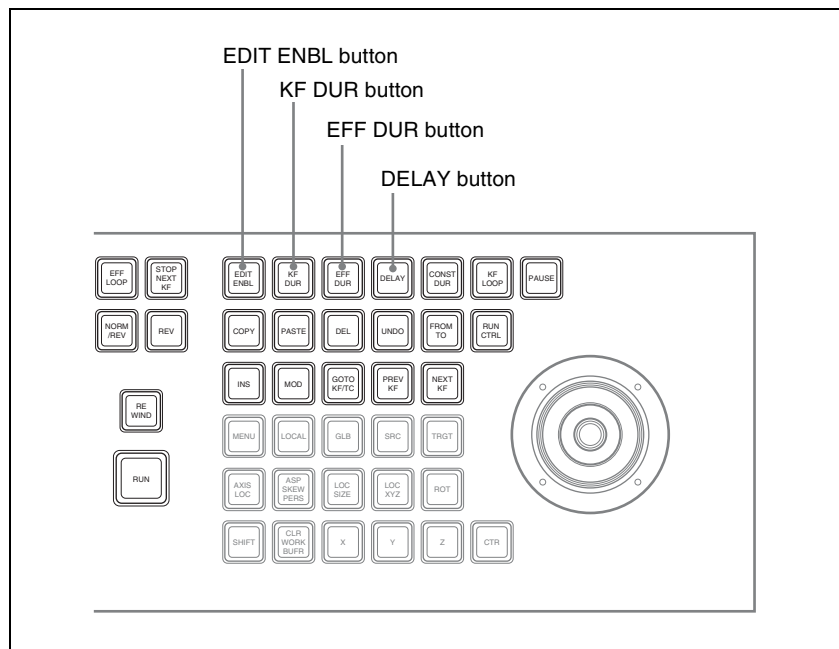 EDIT ENBL button
KF DUR button
EFF DUR button
DELAY button
EFF
LOOP
STOP
NEXT
KF
EDIT
ENBL
KF
DUR
EFF
DUR
DELAY
CONST
DUR
KF
LOOP
PAUSE
NORM
/REV
REV
COPY
PASTE
DEL
UNDO
FROM
TO
RUN
CTRL
INS
MOD
GOTO
KF/TC
PREV
KF
NEXT
KF
RE
WIND
MENU
LOCAL
GLB
SRC
TRGT
RUN
AXIS
LOC
ASP
SKEW
PERS
LOC
SIZE
LOC
XYZ
ROT
SHIFT
CLR
WORK
BUFR
X
Y
Z
CTR